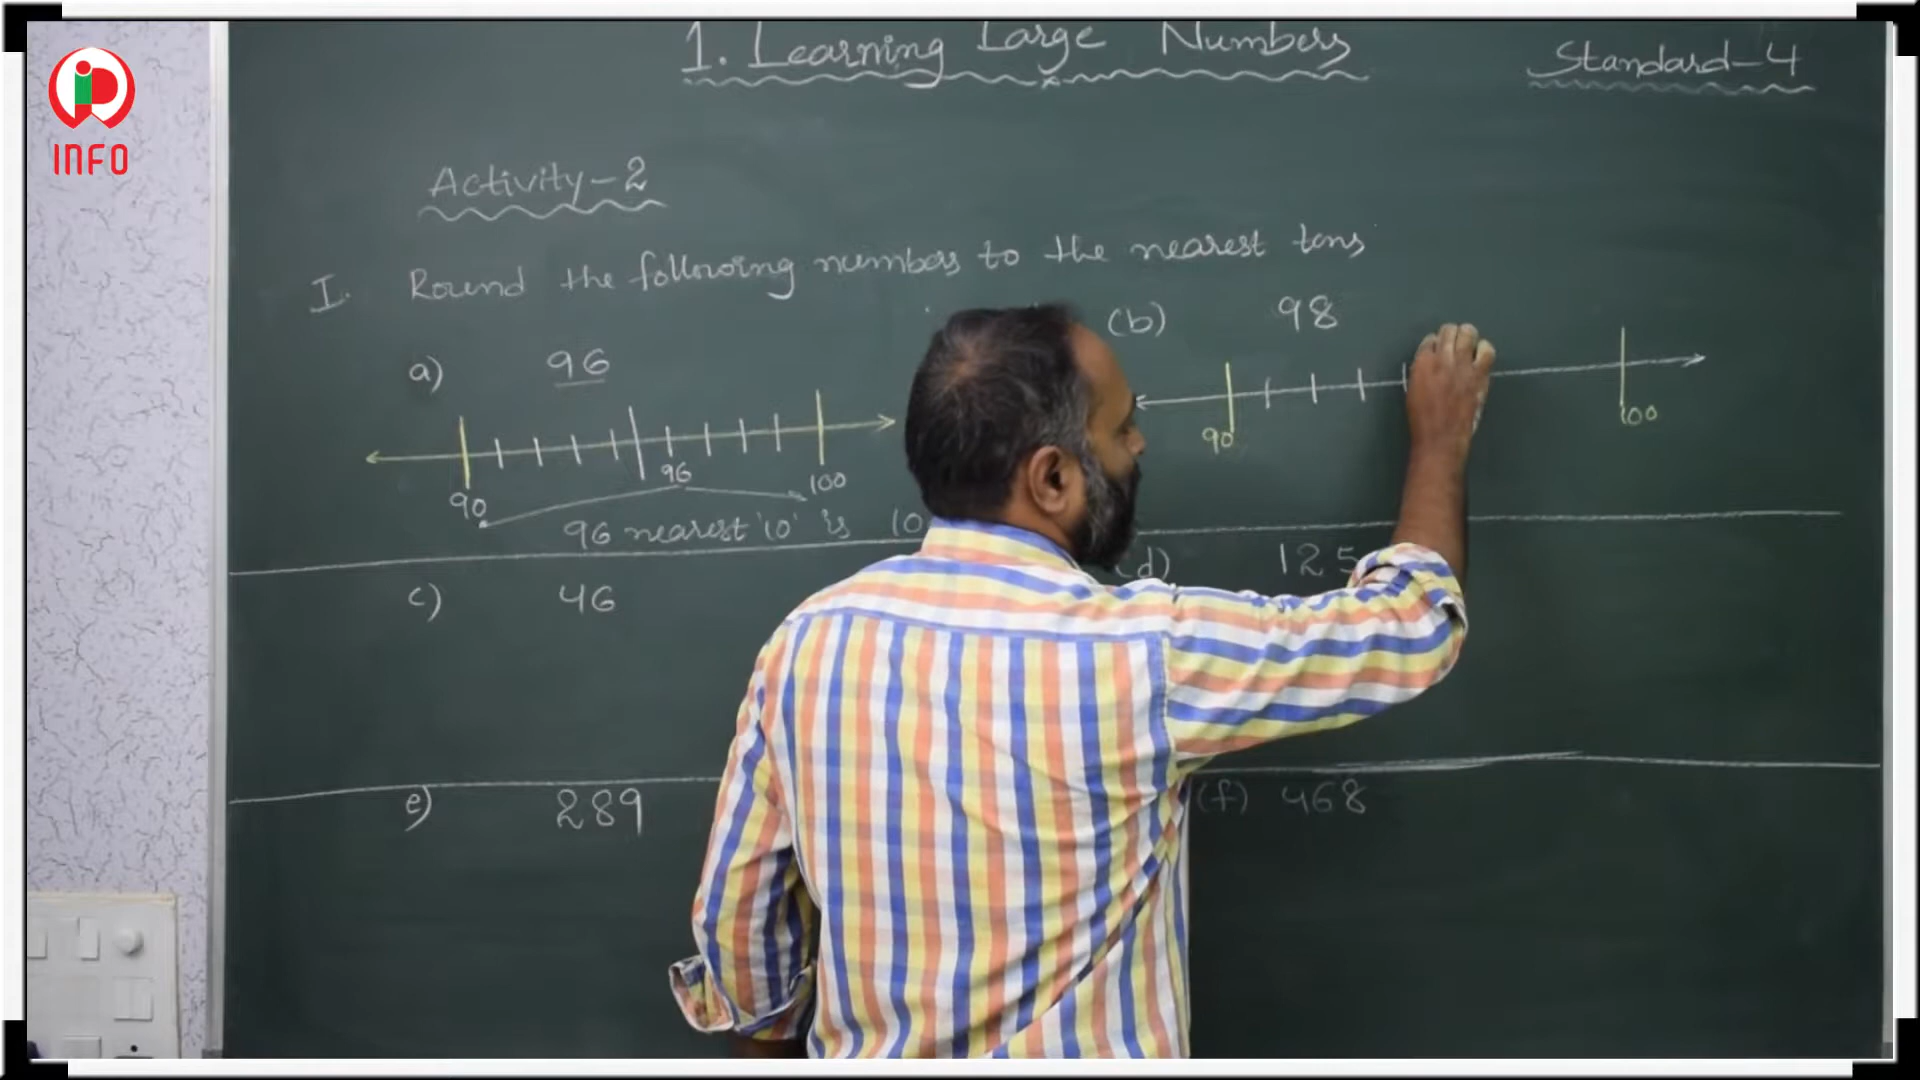 INFO
1. Learning Large Numbers
Standard-4
Activity-2
I. Round the following numbers to the nearest tens
a) 96
90 96 100
96 nearest '10' is 10
(b) 98
90 100
c) 46
(d) 125
e) 289
(f) 468